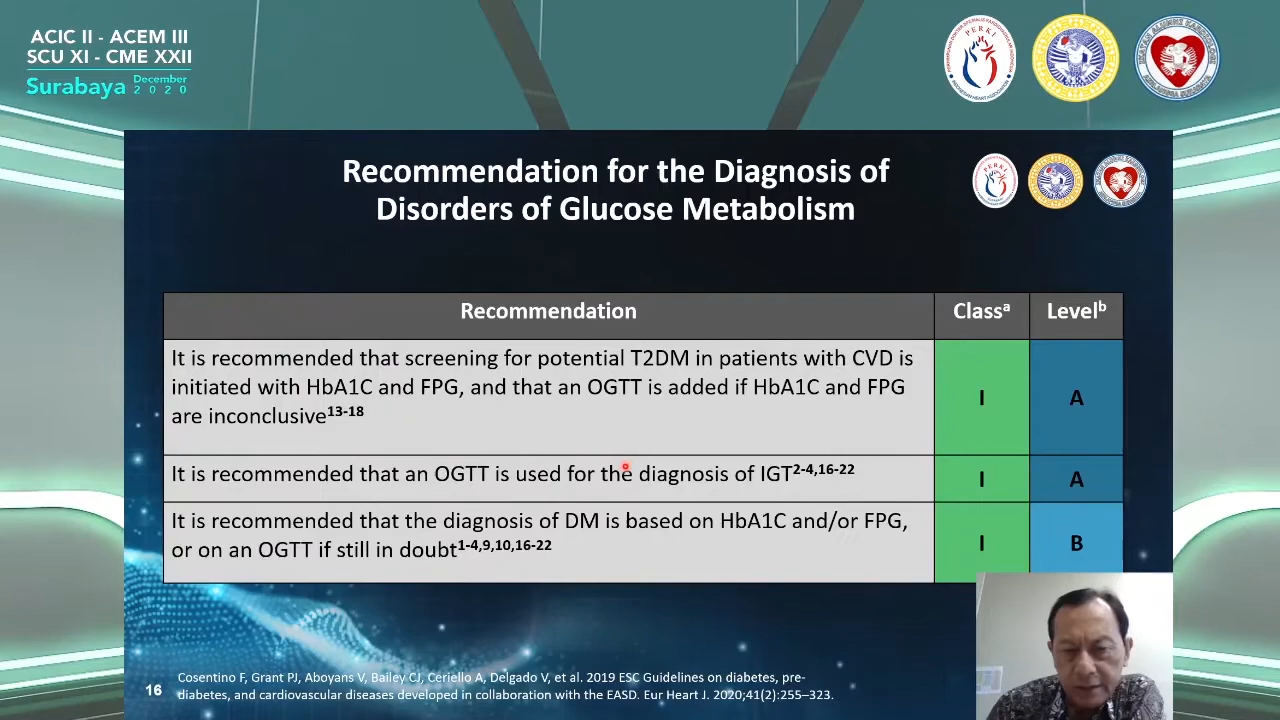 ACIC II - ACEM III
SCU XI - CME XXII
Surabaya December
2020
PERKI
PERKI
Recommendation for the Diagnosis of
Disorders of Glucose Metabolism
Recommendation Classᵃ Levelᵇ
It is recommended that screening for potential T2DM in patients with CVD is
initiated with HbA1C and FPG, and that an OGTT is added if HbA1C and FPG
are inconclusive13-18
I A
It is recommended that an OGTT is used for the diagnosis of IGT2-4,16-22 I A
It is recommended that the diagnosis of DM is based on HbA1C and/or FPG,
or on an OGTT if still in doubt1-4,9,10,16-22
I B
Cosentino F, Grant PJ, Aboyans V, Bailey CJ, Ceriello A, Delgado V, et al. 2019 ESC Guidelines on diabetes, pre-
diabetes, and cardiovascular diseases developed in collaboration with the EASD. Eur Heart J. 2020;41(2):255–323.
16